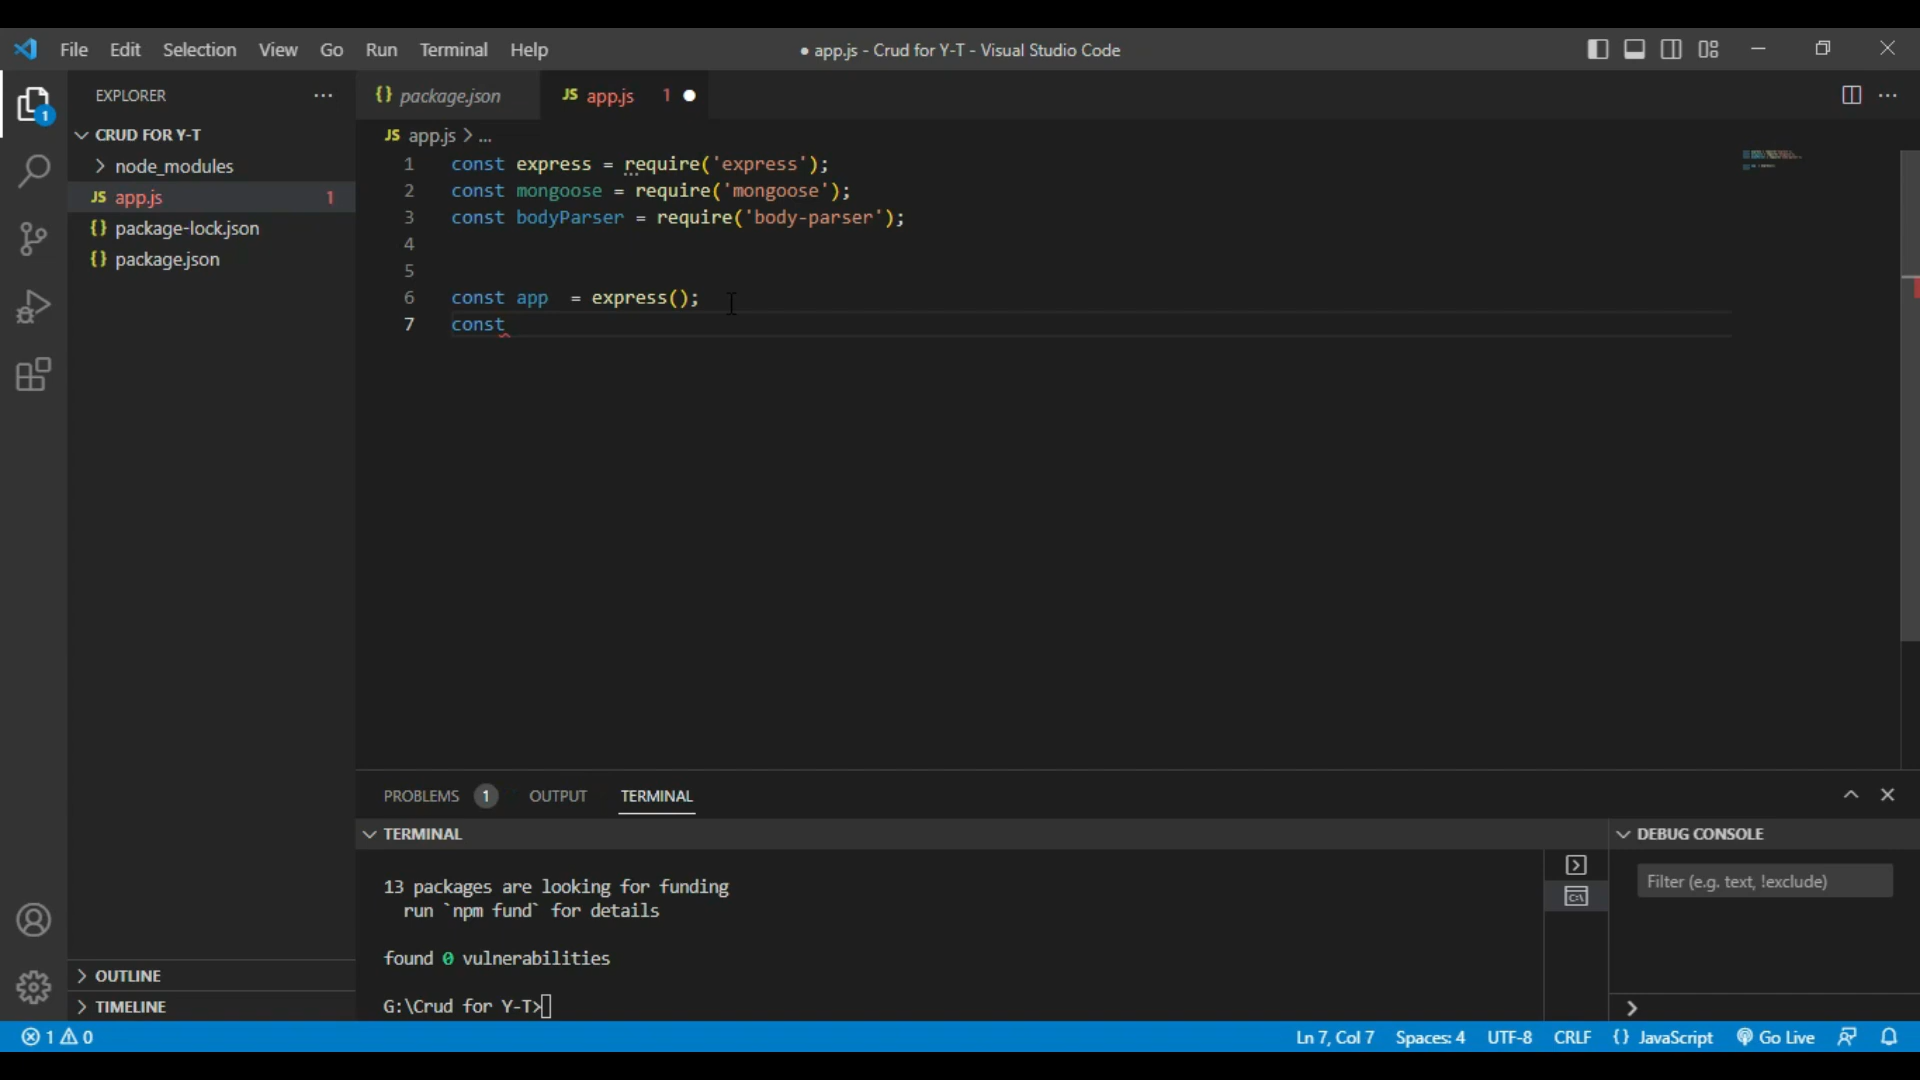 File Edit Selection View Go Run Terminal Help
● app.js - Crud for Y-T - Visual Studio Code
EXPLORER ...
1
CRUD FOR Y-T
node_modules
JS app.js 1
{} package-lock.json
{} package.json
OUTLINE
TIMELINE
{} package.json
JS app.js 1 ●
JS app.js > ...
1 const express = require('express');
2 const mongoose = require('mongoose');
3 const bodyParser = require('body-parser');
4
5
6 const app  = express();
7 const
PROBLEMS 1 OUTPUT TERMINAL
TERMINAL
13 packages are looking for funding
run `npm fund` for details
found 0 vulnerabilities
G:\Crud for Y-T>
DEBUG CONSOLE
Filter (e.g. text, !exclude)
1 0
Ln 7, Col 7 Spaces: 4 UTF-8 CRLF {} JavaScript Go Live